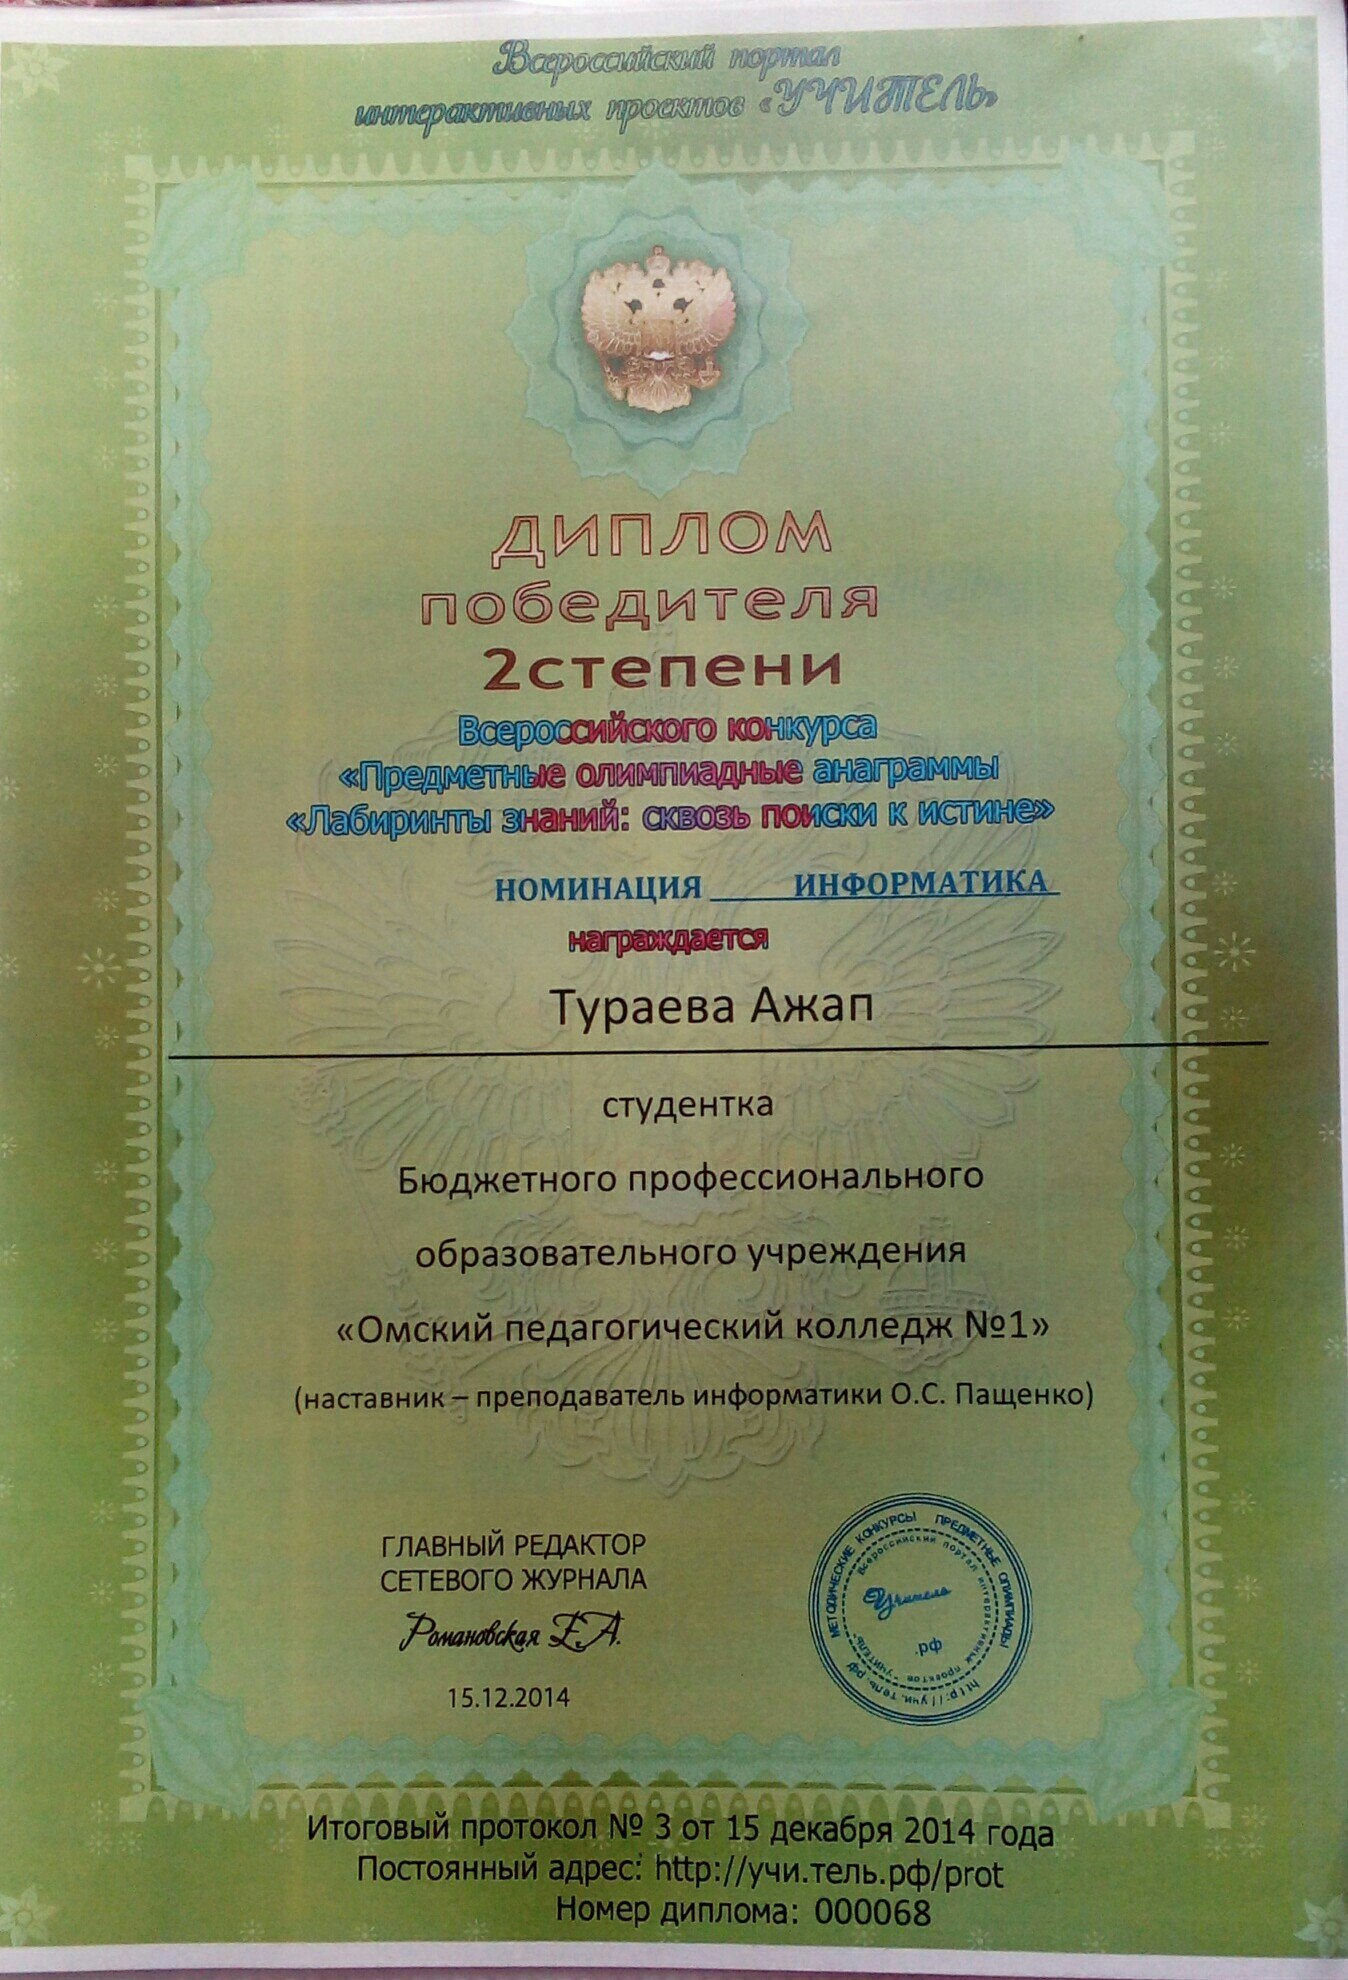 Всероссийский портал
интерактивных проектов «УЧИТЕЛЬ»
ДИПЛОМ
победителя
2степени
Всероссийского конкурса
«Предметные олимпиадные анаграммы
«Лабиринты знаний: сквозь поиски к истине»
НОМИНАЦИЯ ИНФОРМАТИКА
награждается
Тураева Ажап
студентка
Бюджетного профессионального
образовательного учреждения
«Омский педагогический колледж №1»
(наставник – преподаватель информатики О.С. Пащенко)
ГЛАВНЫЙ РЕДАКТОР
СЕТЕВОГО ЖУРНАЛА
Романовская Е.А.
15.12.2014
МЕТОДИЧЕСКИЕ КОНКУРСЫ ПРЕДМЕТНЫЕ ОЛИМПИАДЫ
http://учи.тель.рф/
Всероссийский портал интерактивных проектов "УЧИТЕЛЬ"
Учитель
.рф
Итоговый протокол № 3 от 15 декабря 2014 года
Постоянный адрес: http://учи.тель.рф/prot
Номер диплома: 000068